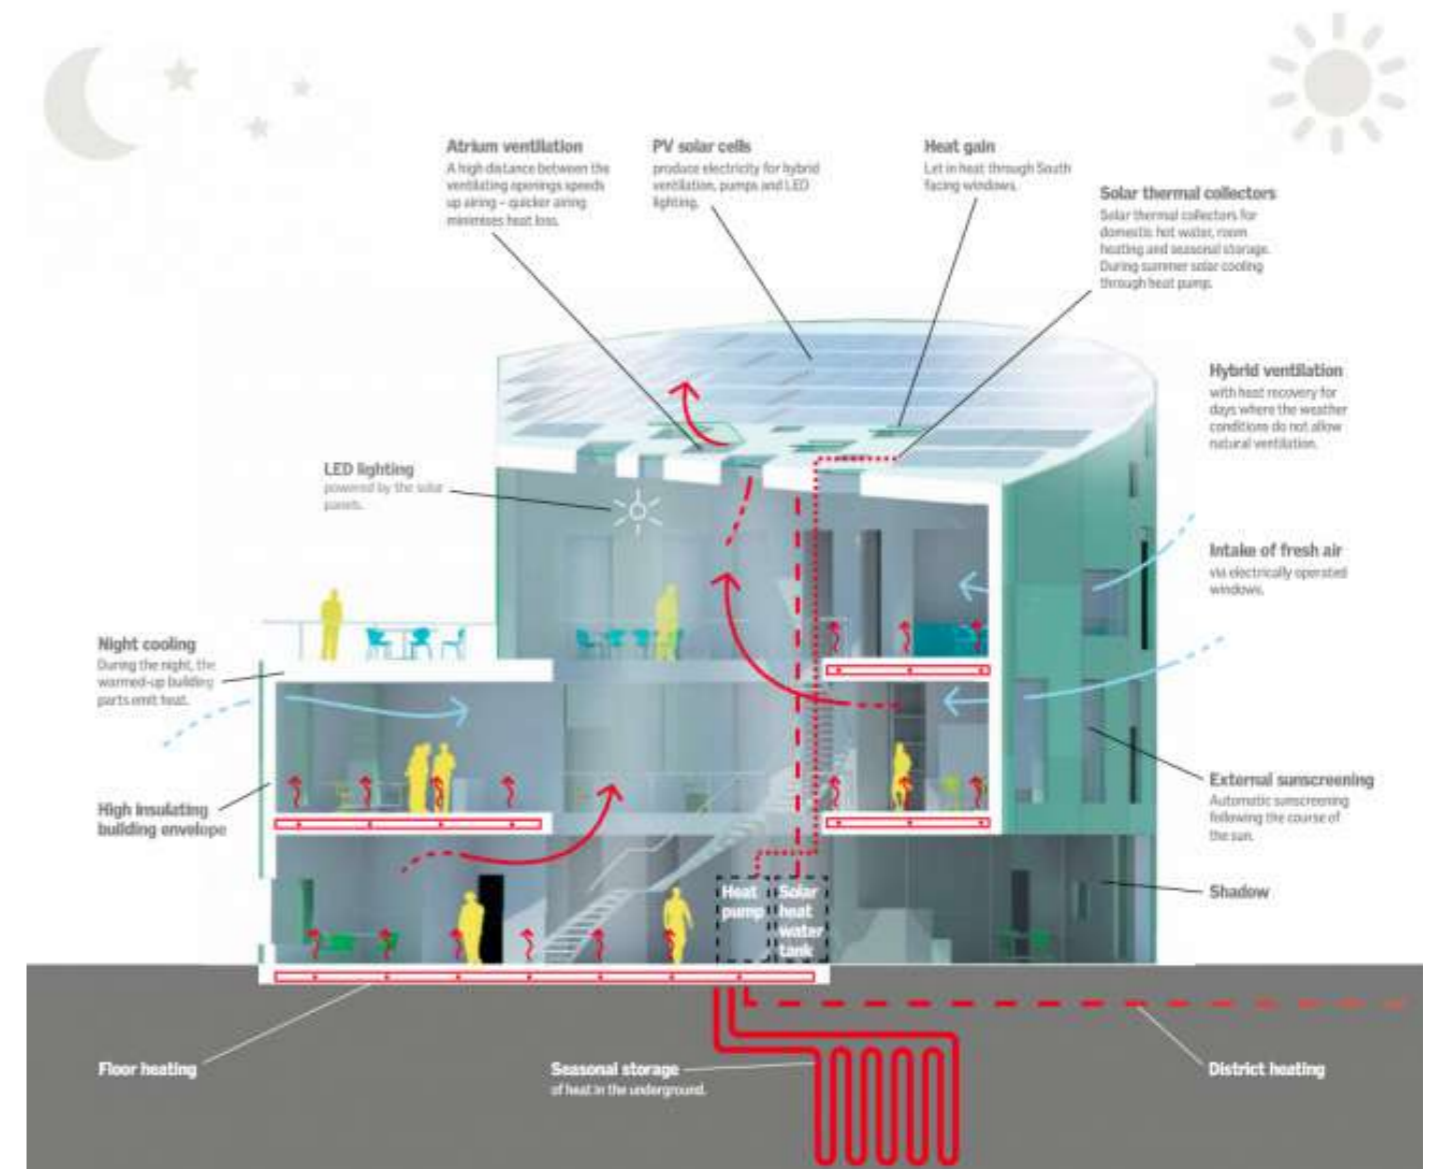 Atrium ventilation
A high distance between the
ventilating openings speeds
up airing – quicker airing
minimises heat loss.
PV solar cells
produce electricity for hybrid
ventilation, pumps and LED
lighting.
Heat gain
Let in heat through South
facing windows.
Solar thermal collectors
Solar thermal collectors for
domestic hot water, room
heating and seasonal storage.
During summer solar cooling
through heat pump.
Hybrid ventilation
with heat recovery for
days where the weather
conditions do not allow
natural ventilation.
LED lighting
powered by the solar
panels.
Intake of fresh air
via electrically operated
windows.
Night cooling
During the night, the
warmed-up building
parts emit heat.
High insulating
building envelope
External sunscreening
Automatic sunscreening
following the course of
the sun.
Shadow
Heat
pump
Solar
heat
water
tank
Floor heating
Seasonal storage
of heat in the underground.
District heating